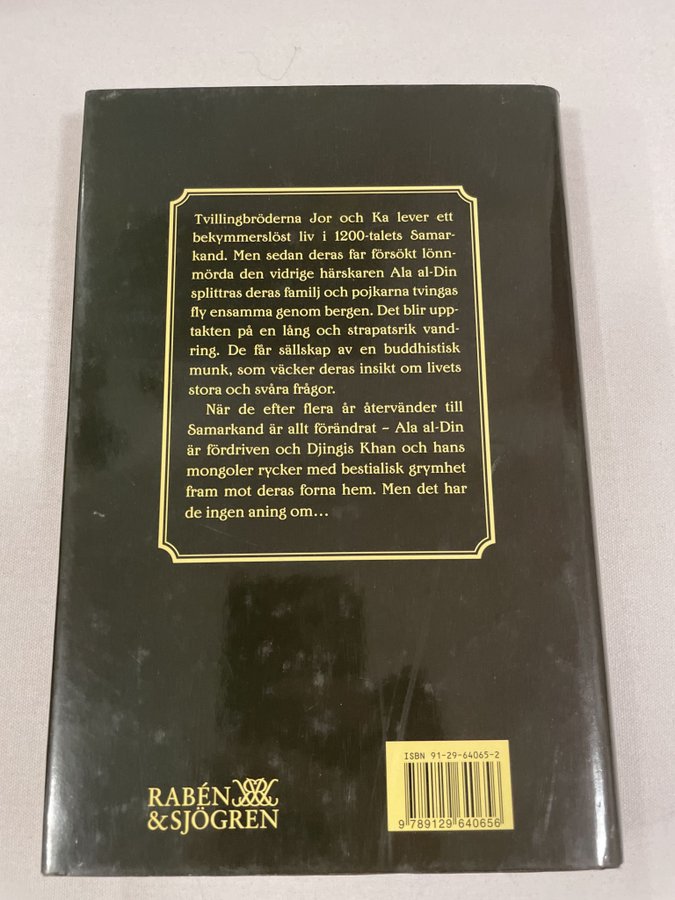 Tvillingbröderna Jor och Ka lever ett
bekymmerslöst liv i 1200-talets Samar-
kand. Men sedan deras far försökt lönn-
mörda den vidrige härskaren Ala al-Din
splittras deras familj och pojkarna tvingas
fly ensamma genom bergen. Det blir upp-
takten på en lång och strapatsrik vand-
ring. De får sällskap av en buddhistisk
munk, som väcker deras insikt om livets
stora och svåra frågor.
När de efter flera år återvänder till
Samarkand är allt förändrat – Ala al-Din
är fördriven och Djingis Khan och hans
mongoler rycker med bestialisk grymhet
fram mot deras forna hem. Men det har
de ingen aning om...
RABÉN
&SJÖGREN
ISBN 91-29-64065-2
9 789129 640656